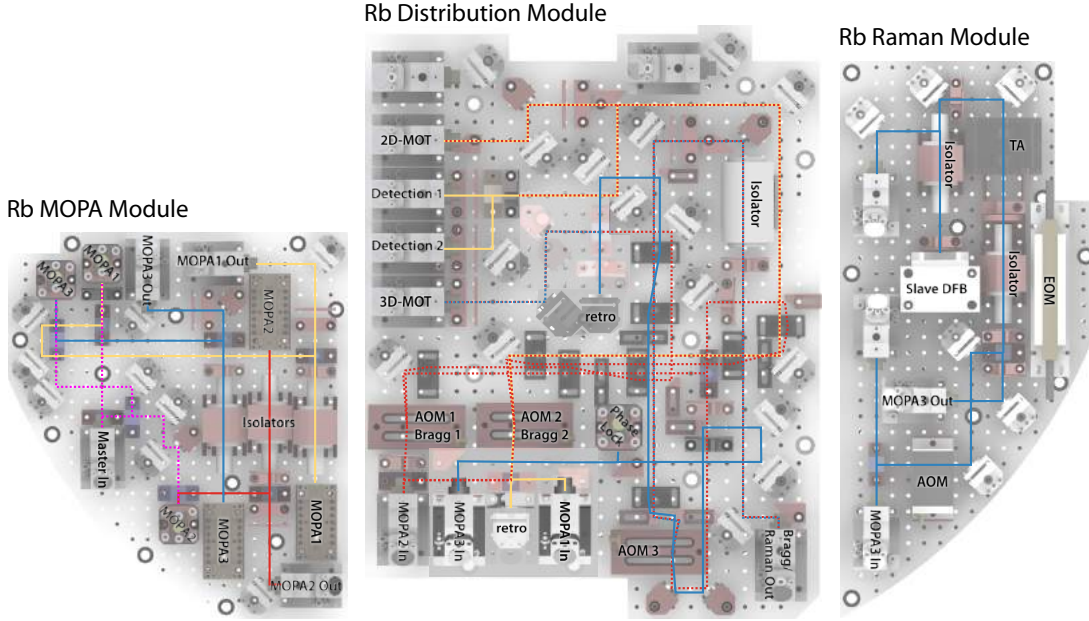 Rb Distribution Module
Rb Raman Module
Rb MOPA Module
2D-MOT
Detection 1
Detection 2
3D-MOT
Isolator
retro
AOM 1
Bragg 1
AOM 2
Bragg 2
Phase
Lock
MOPA2 In
MOPA3 In
retro
MOPA1 In
AOM 3
Bragg/
Raman Out
MOPA3
MOPA1
MOPA3 Out
MOPA1 Out
MOPA2
Isolators
Master In
MOPA2
MOPA3
MOPA1
MOPA2 Out
TA
Isolator
Slave DFB
Isolator
EOM
MOPA3 Out
AOM
MOPA3 In